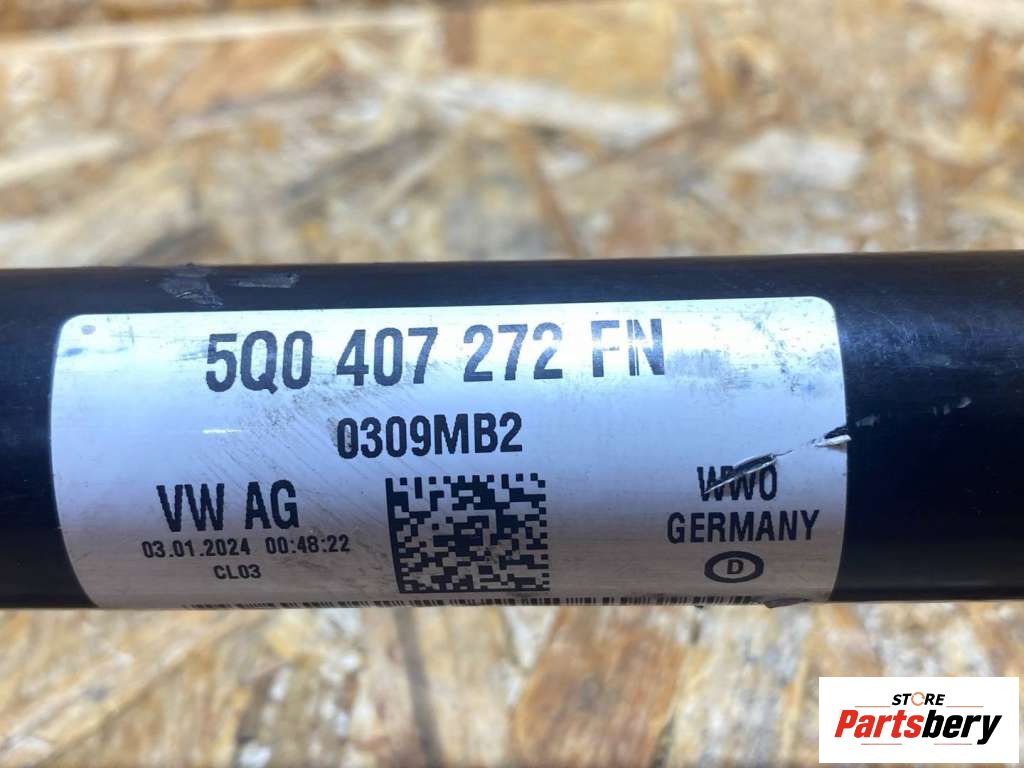 5Q0 407 272 FN
0309MB2
VW AG
03.01.2024 00:48:22
CL03
WWO
GERMANY
D
STORE
Partsbery